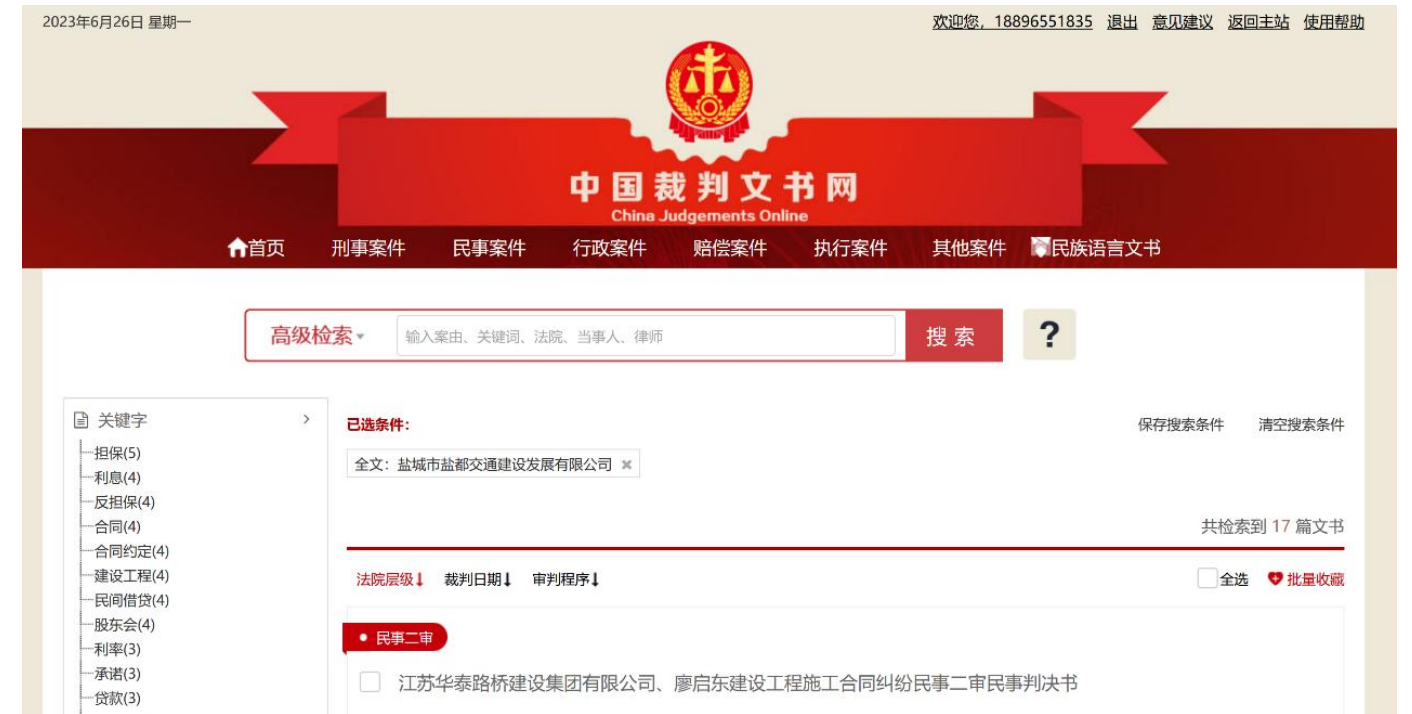 2023年6月26日 星期一
欢迎您，18896551835 退出 意见建议 返回主站 使用帮助
中国裁判文书网
China Judgements Online
首页 刑事案件 民事案件 行政案件 赔偿案件 执行案件 其他案件 民族语言文书
高级检索 输入案由、关键词、法院、当事人、律师 搜索 ?
关键字
担保(5)
利息(4)
反担保(4)
合同(4)
合同约定(4)
建设工程(4)
民间借贷(4)
股东会(4)
利率(3)
承诺(3)
贷款(3)
已选条件：
保存搜索条件 清空搜索条件
全文：盐城市盐都交通建设发展有限公司
共检索到 17 篇文书
法院层级 裁判日期 审判程序
全选 批量收藏
民事二审
江苏华泰路桥建设集团有限公司、廖启东建设工程施工合同纠纷民事二审民事判决书